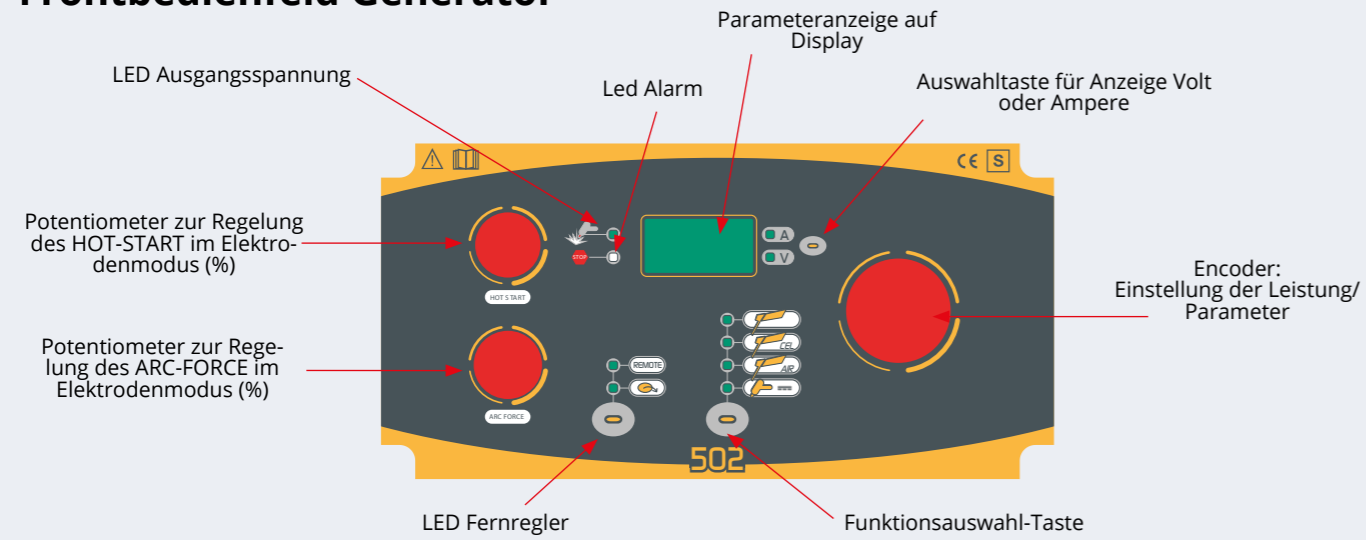 Frontbedienfeld Generator
Parameteranzeige auf
Display
LED Ausgangsspannung
Led Alarm
Auswahltaste für Anzeige Volt
oder Ampere
CE S
Potentiometer zur Regelung
des HOT-START im Elektro-
denmodus (%)
STOP
A
V
HOT START
Encoder:
Einstellung der Leistung/
Parameter
Potentiometer zur Rege-
lung des ARC-FORCE im
Elektrodenmodus (%)
CEL
REMOTE
AIR
ARC FORCE
502
LED Fernregler
Funktionsauswahl-Taste